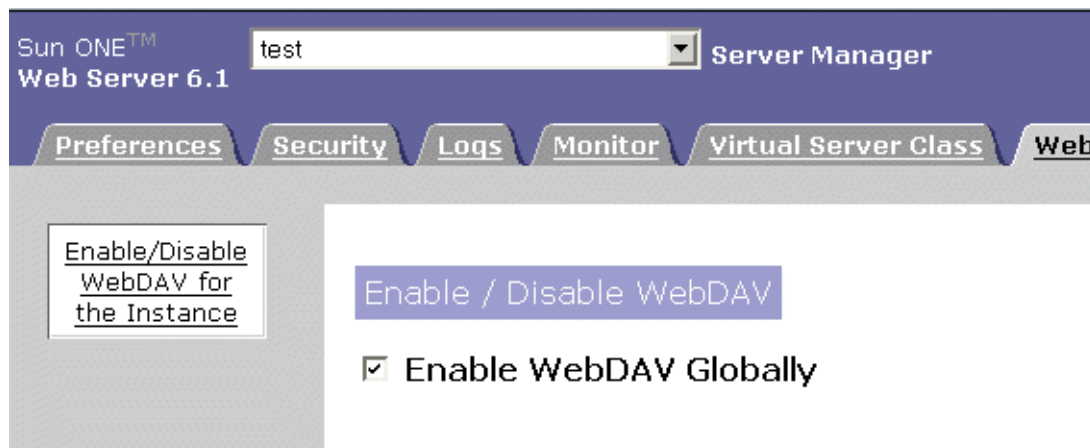 Sun ONE™
test
Server Manager
Web Server 6.1
Preferences Security Logs Monitor Virtual Server Class Web
Enable/Disable
WebDAV for
the Instance
Enable / Disable WebDAV
Enable WebDAV Globally